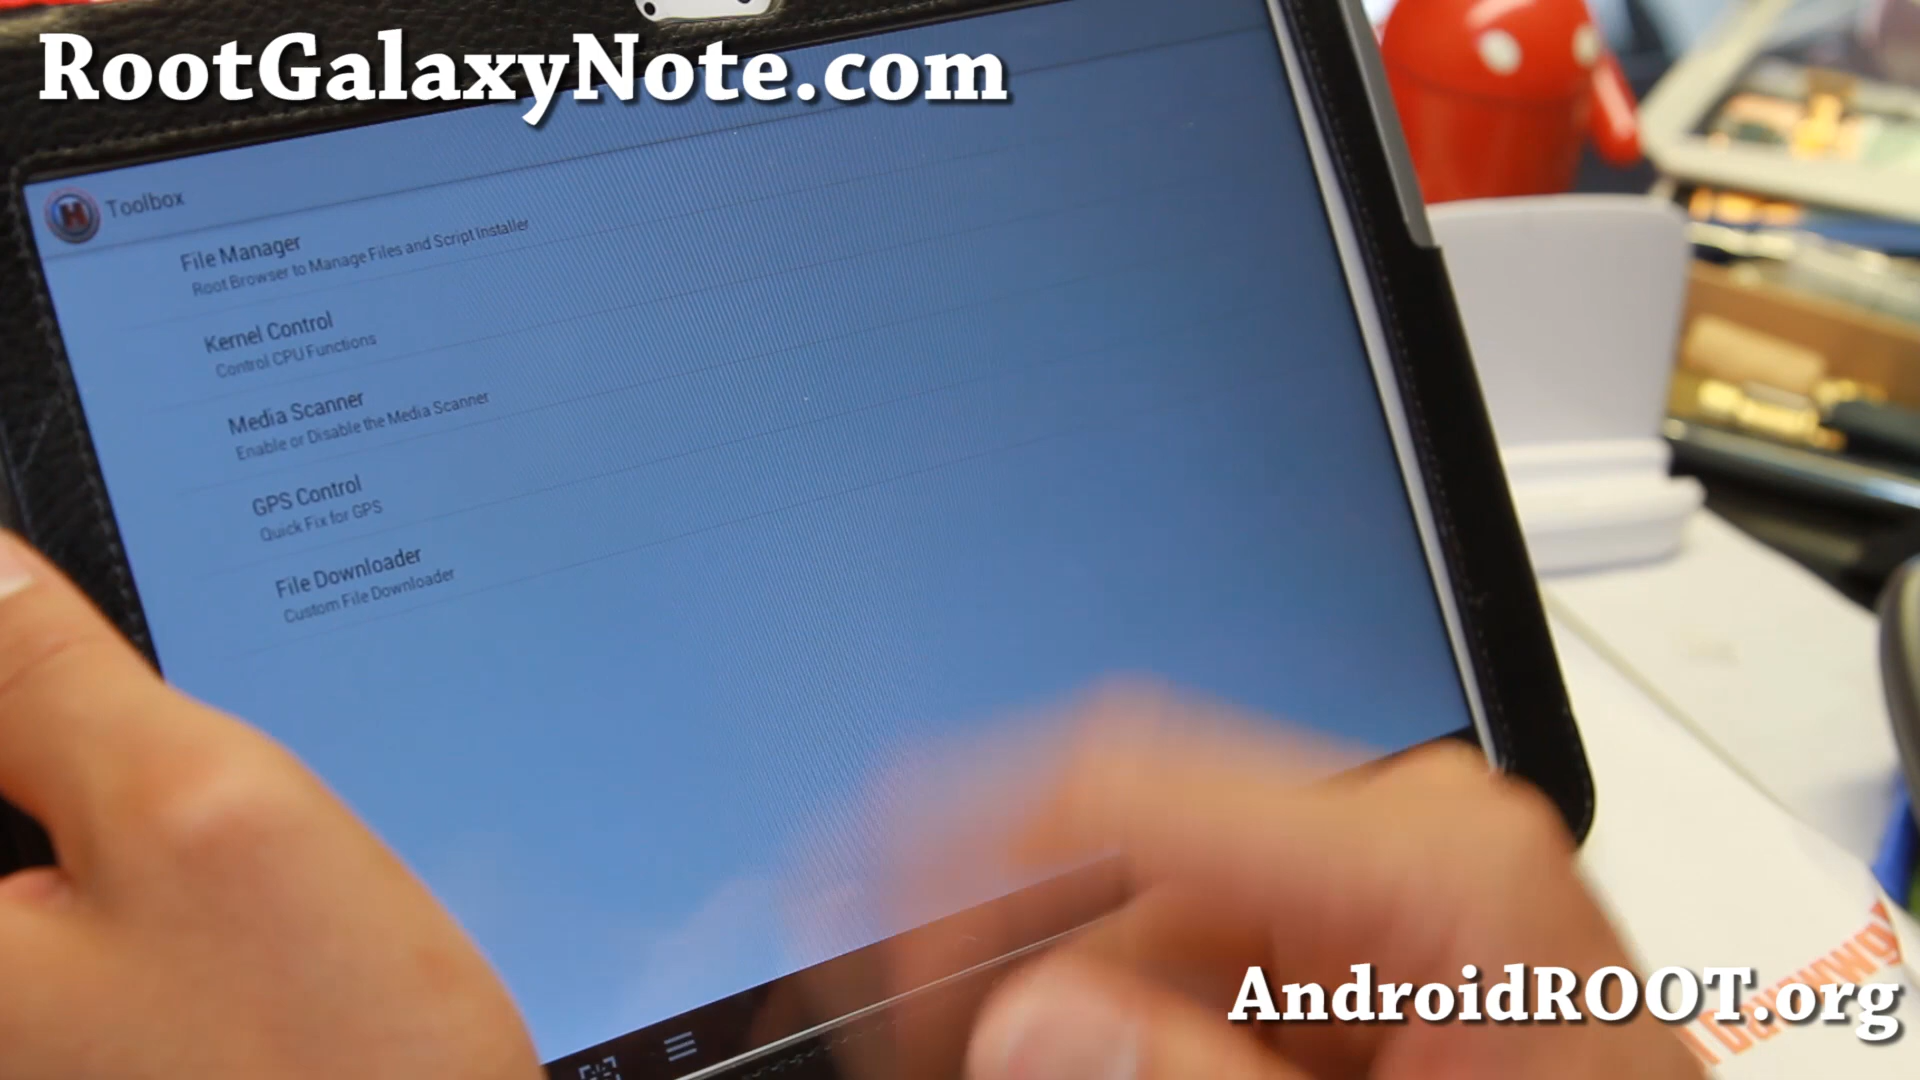 RootGalaxyNote.com
H Toolbox
File Manager
Root Browser to Manage Files and Script Installer
Kernel Control
Control CPU Functions
Media Scanner
Enable or Disable the Media Scanner
GPS Control
Quick Fix for GPS
File Downloader
Custom File Downloader
AndroidROOT.org